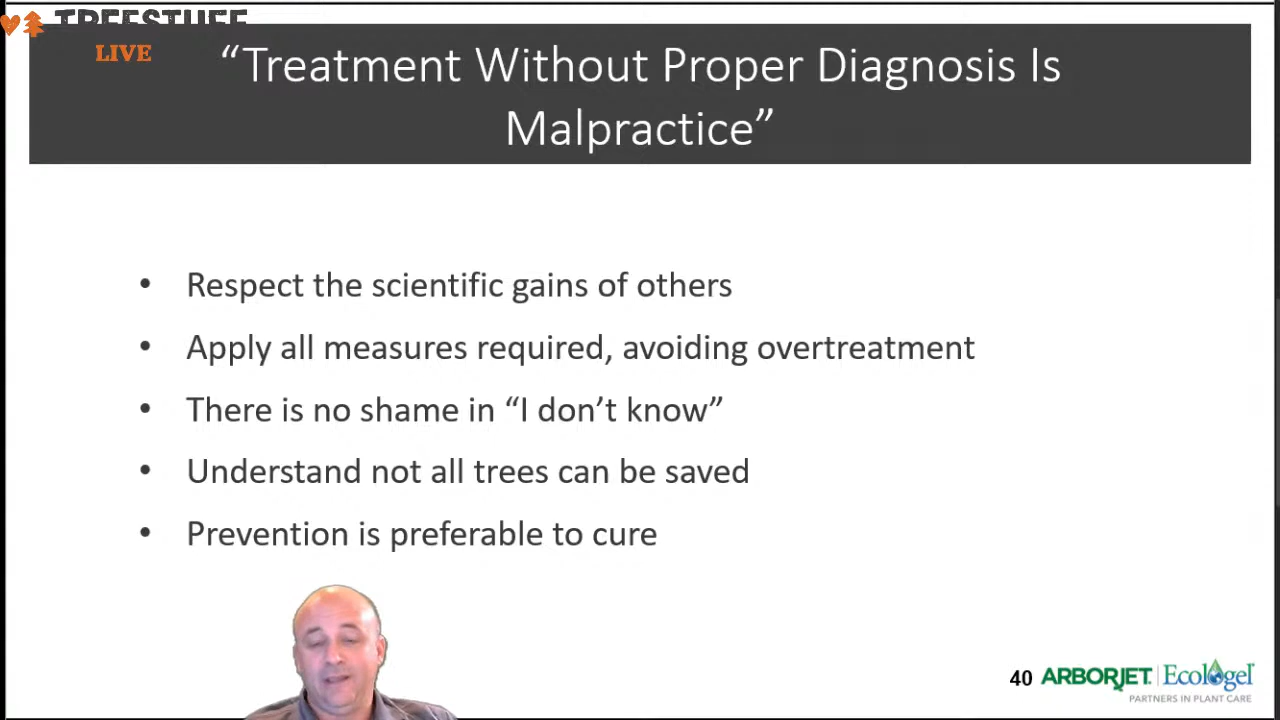 TREESTUFF
LIVE
“Treatment Without Proper Diagnosis Is
Malpractice”
• Respect the scientific gains of others
• Apply all measures required, avoiding overtreatment
• There is no shame in “I don’t know”
• Understand not all trees can be saved
• Prevention is preferable to cure
40 ARBORJET | Ecologel
PARTNERS IN PLANT CARE